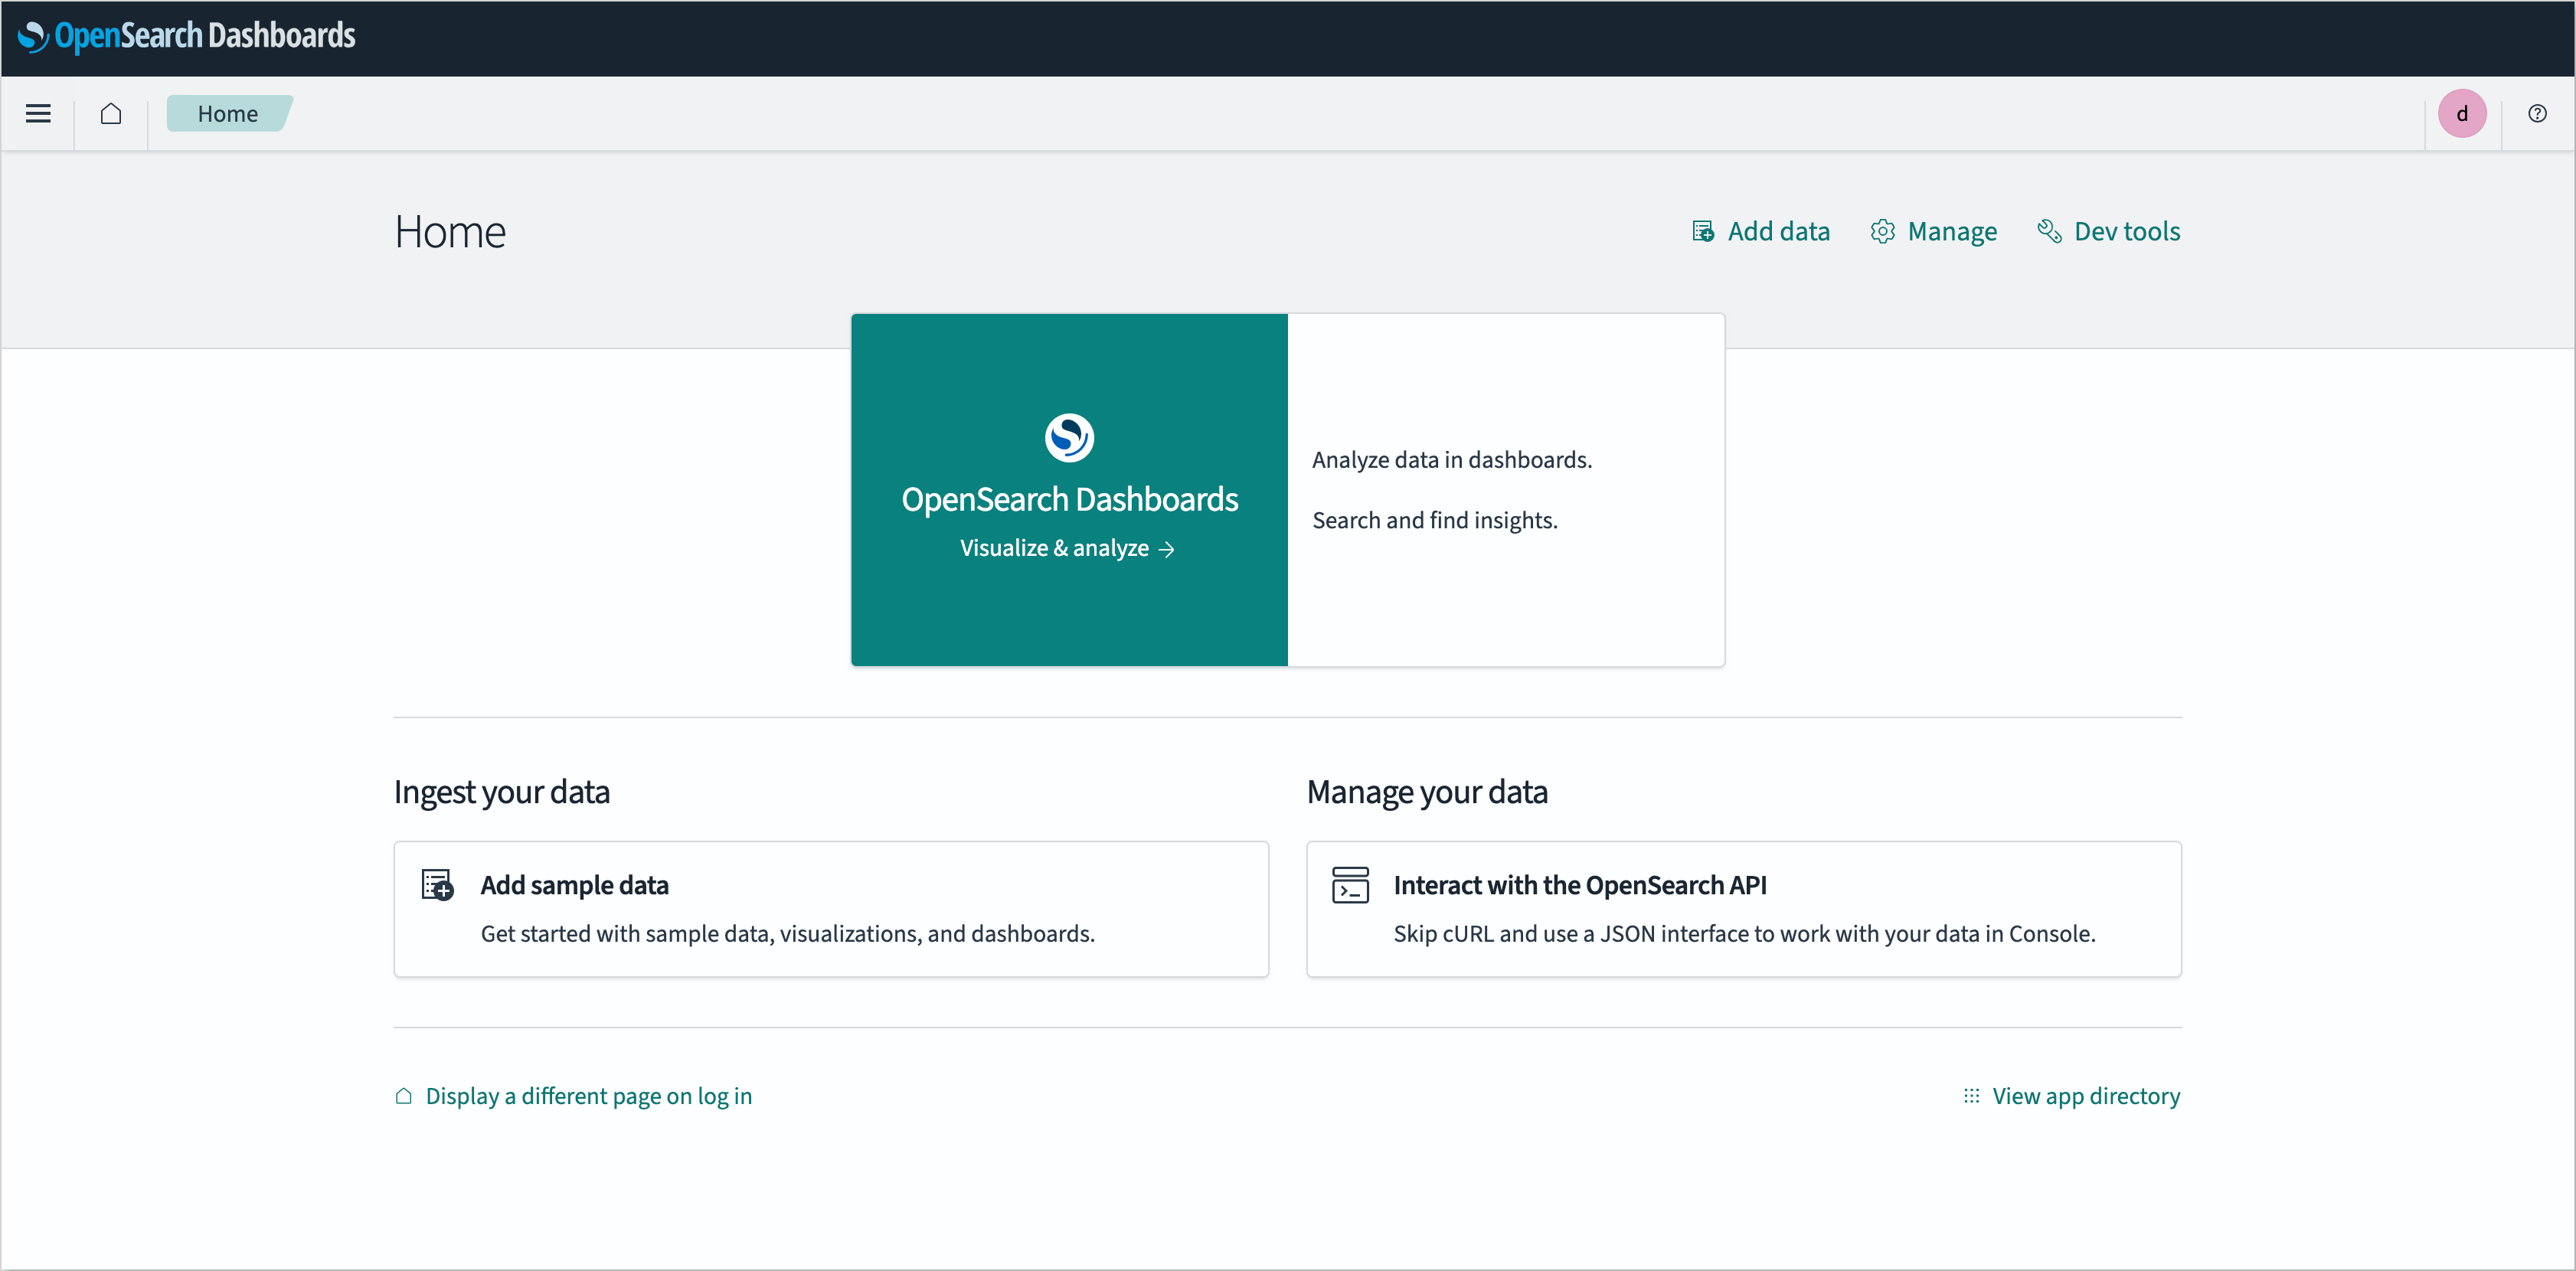 OpenSearch Dashboards
Home
d
Home
Add data
Manage
Dev tools
OpenSearch Dashboards
Visualize & analyze
Analyze data in dashboards.
Search and find insights.
Ingest your data
Add sample data
Get started with sample data, visualizations, and dashboards.
Manage your data
Interact with the OpenSearch API
Skip cURL and use a JSON interface to work with your data in Console.
Display a different page on log in
View app directory